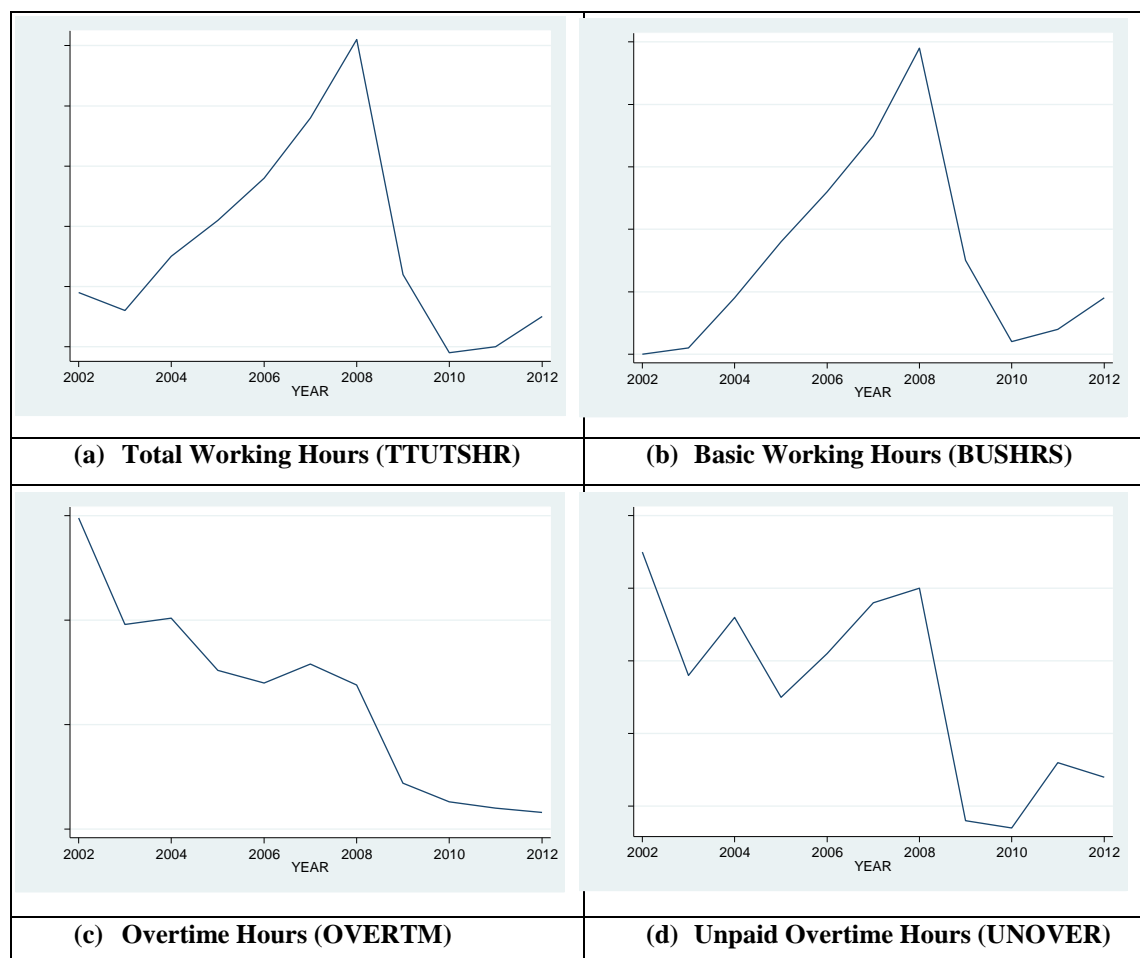 2002 2004 2006 2008 2010 2012
YEAR
2002 2004 2006 2008 2010 2012
YEAR
(a) Total Working Hours (TTUTSHR)
(b) Basic Working Hours (BUSHRS)
2002 2004 2006 2008 2010 2012
YEAR
2002 2004 2006 2008 2010 2012
YEAR
(c) Overtime Hours (OVERTM)
(d) Unpaid Overtime Hours (UNOVER)